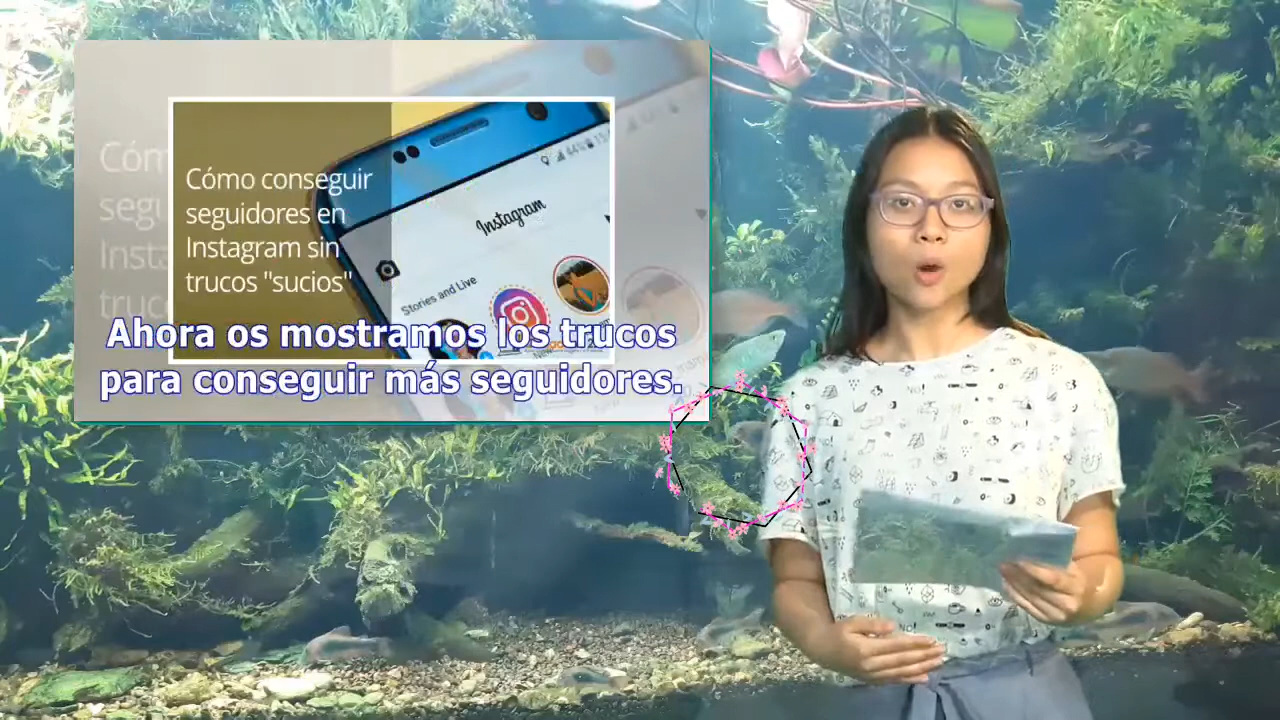 Cómo conseguir
seguidores en
Instagram sin
trucos "sucios"
Instagram
Stories and Live
Ahora os mostramos los trucos
para conseguir más seguidores.